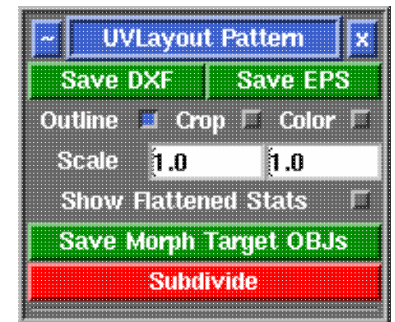 ~ UVLayout Pattern x
Save DXF Save EPS
Outline Crop Color
Scale 1.0 1.0
Show Flattened Stats
Save Morph Target OBJs
Subdivide